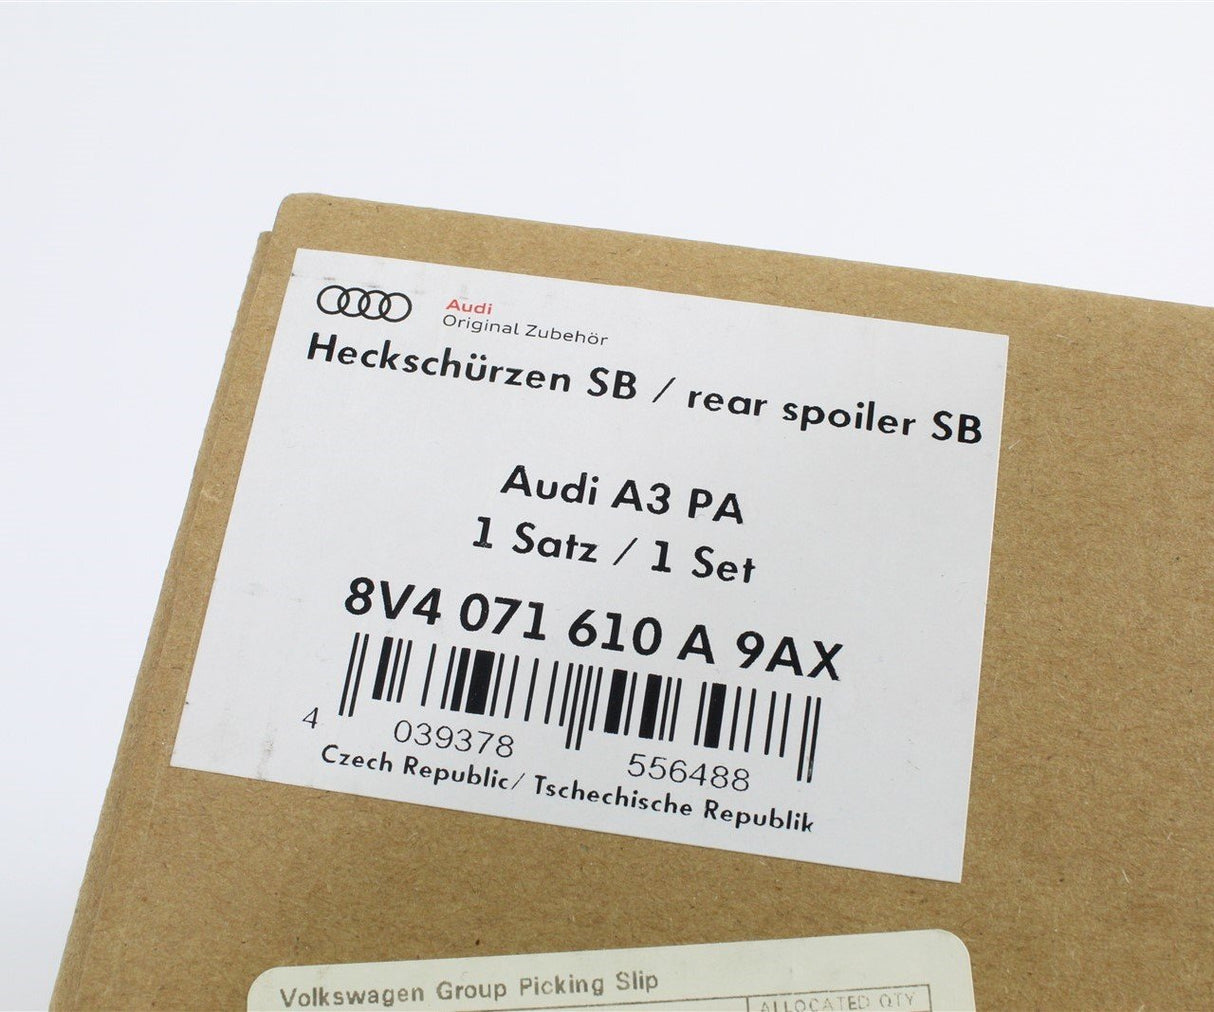 Audi
Original Zubehör
Heckschürzen SB / rear spoiler SB
Audi A3 PA
1 Satz / 1 Set
8V4 071 610 A 9AX
4 039378 556488
Czech Republic/ Tschechische Republik
Volkswagen Group Picking Slip
ALLOCATED QTY